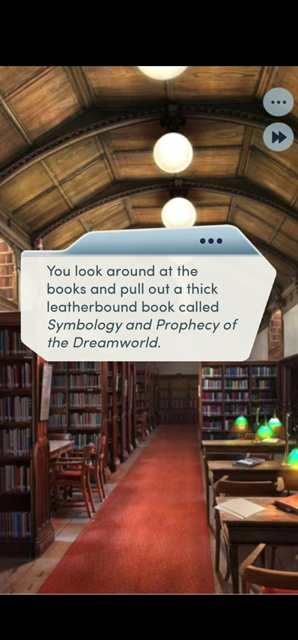 You look around at the
books and pull out a thick
leatherbound book called
Symbology and Prophecy of
the Dreamworld.